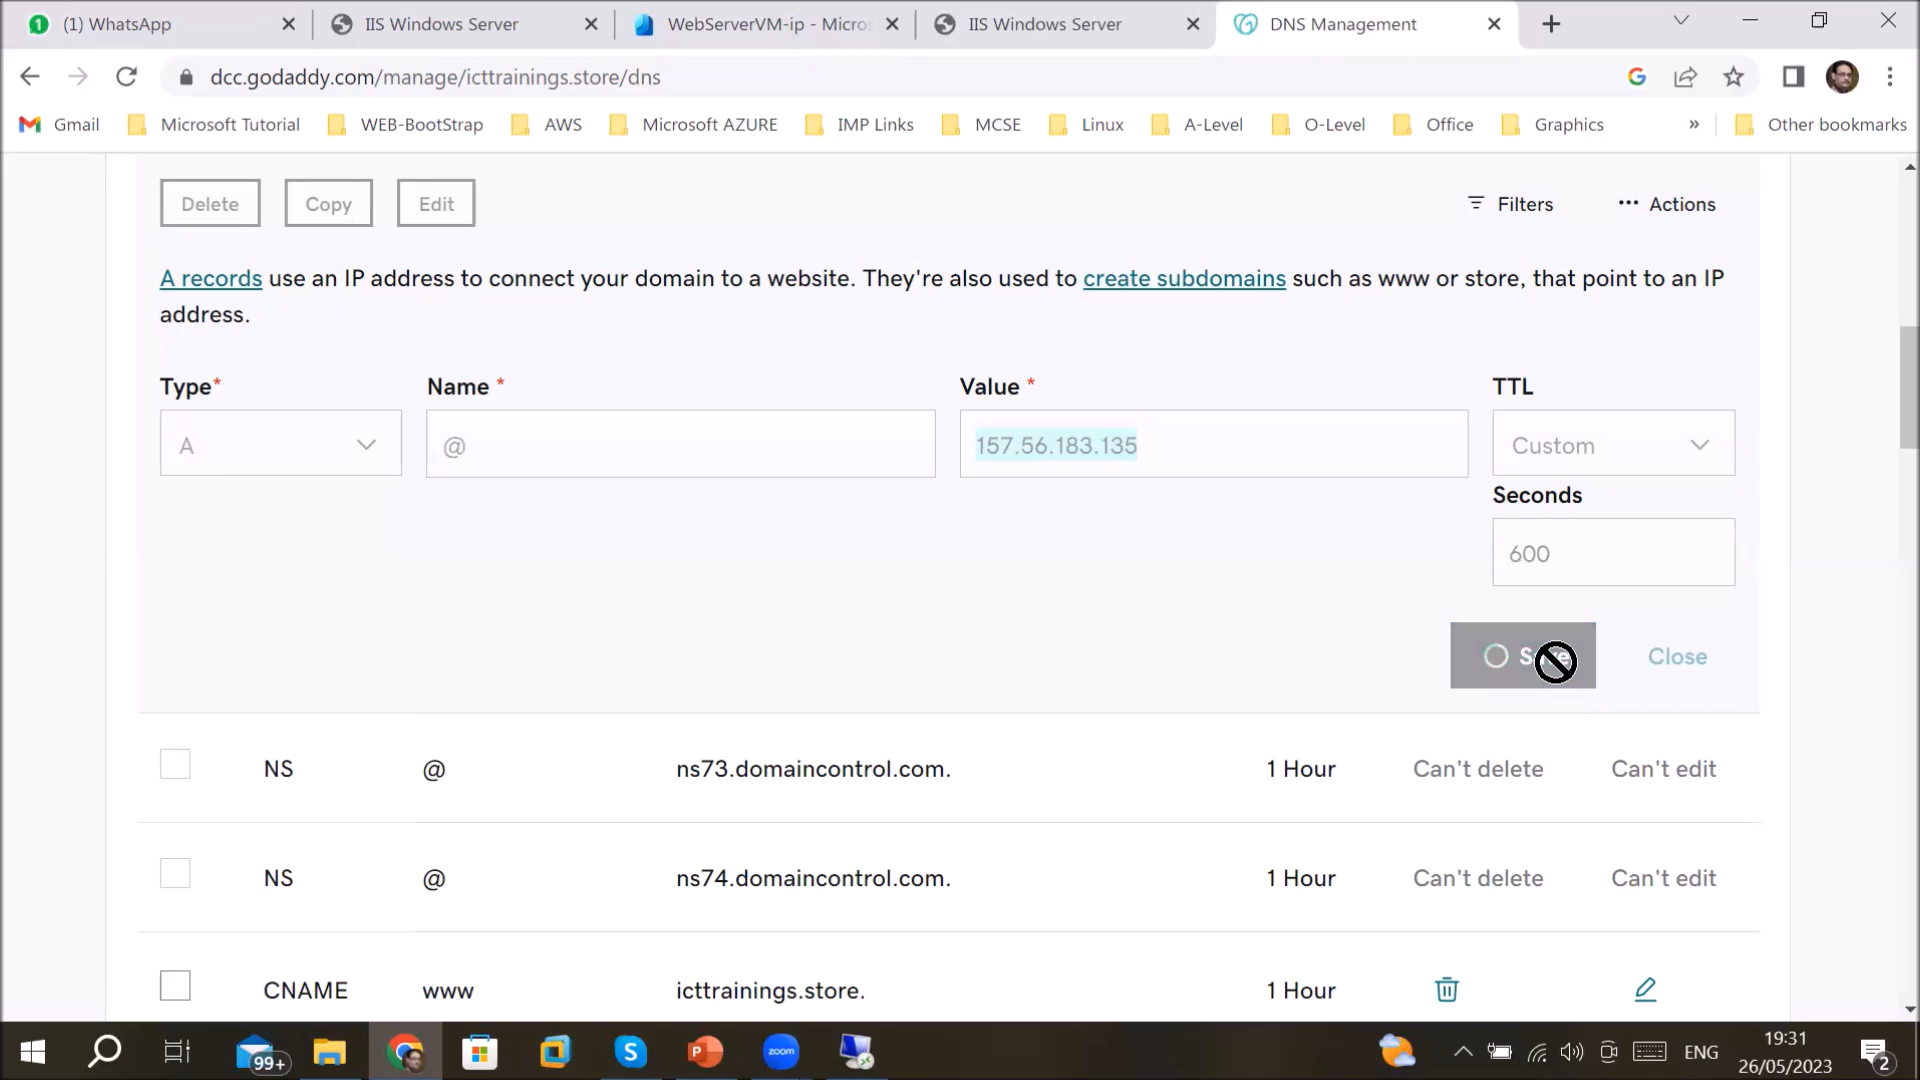 (1) WhatsApp
IIS Windows Server
WebServerVM-ip - Micros
IIS Windows Server
DNS Management
dcc.godaddy.com/manage/icttrainings.store/dns
Gmail
Microsoft Tutorial
WEB-BootStrap
AWS
Microsoft AZURE
IMP Links
MCSE
Linux
A-Level
O-Level
Office
Graphics
»
Other bookmarks
Delete
Copy
Edit
Filters
Actions
A records use an IP address to connect your domain to a website. They're also used to create subdomains such as www or store, that point to an IP
address.
Type*
Name *
Value *
TTL
A
@
157.56.183.135
Custom
Seconds
600
Close
NS @ ns73.domaincontrol.com. 1 Hour Can't delete Can't edit
NS @ ns74.domaincontrol.com. 1 Hour Can't delete Can't edit
CNAME www icttrainings.store. 1 Hour
99+
zoom
ENG
19:31
26/05/2023
2